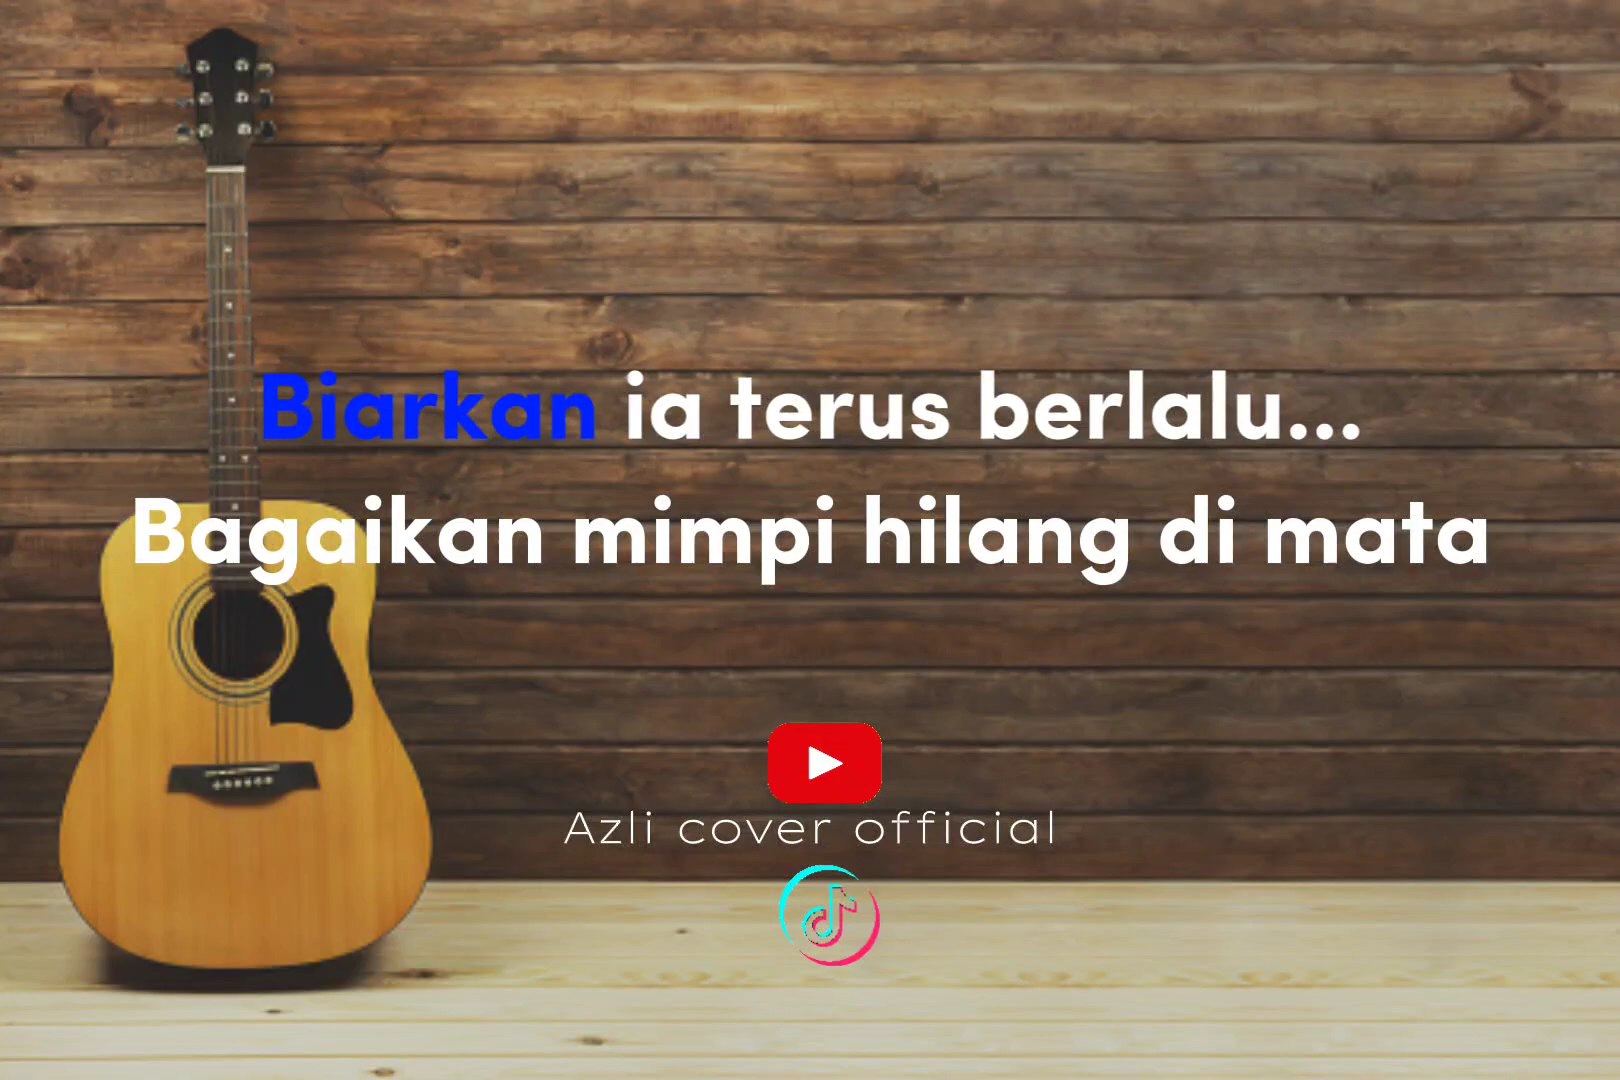 Biarkan ia terus berlalu...
Bagaikan mimpi hilang di mata
Azli cover official